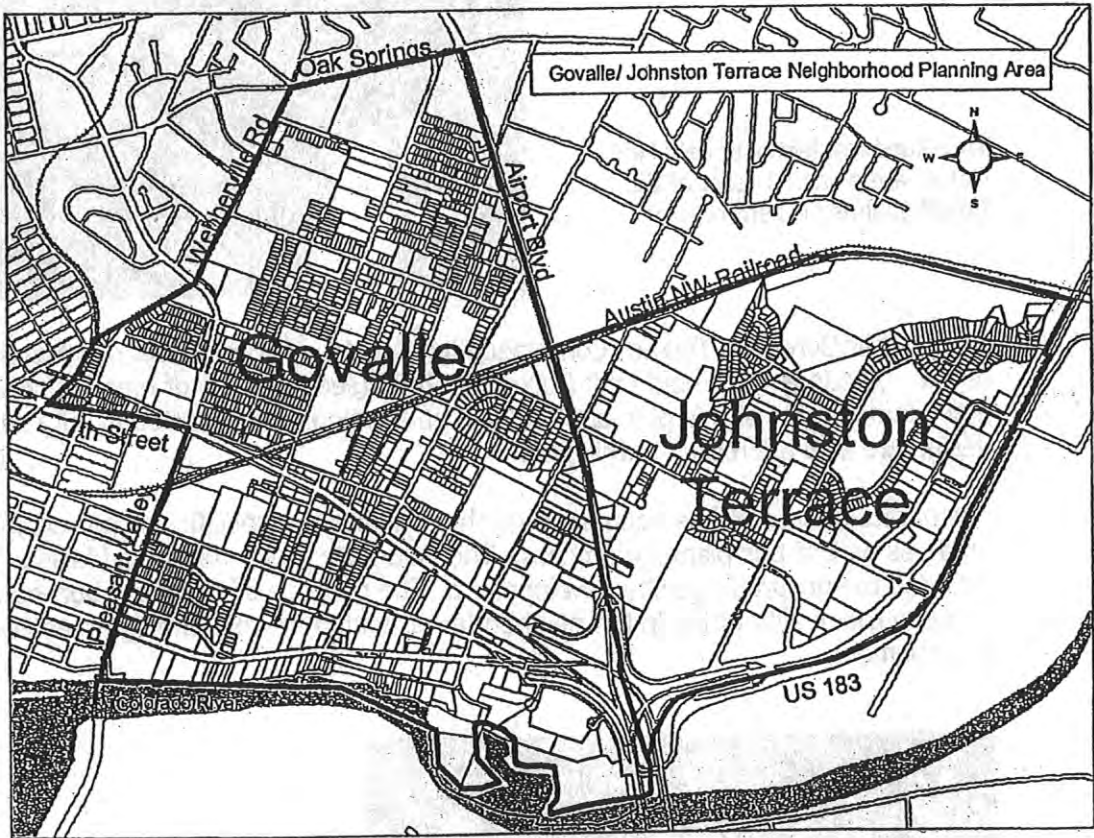 Govalle/ Johnston Terrace Neighborhood Planning Area
N
W E
S
Oak Springs
Webberville Rd
Airport Blvd
Austin NW Railroad
Govalle
Johnston
Terrace
7th Street
Pleasant Valley
US 183
Colorado River